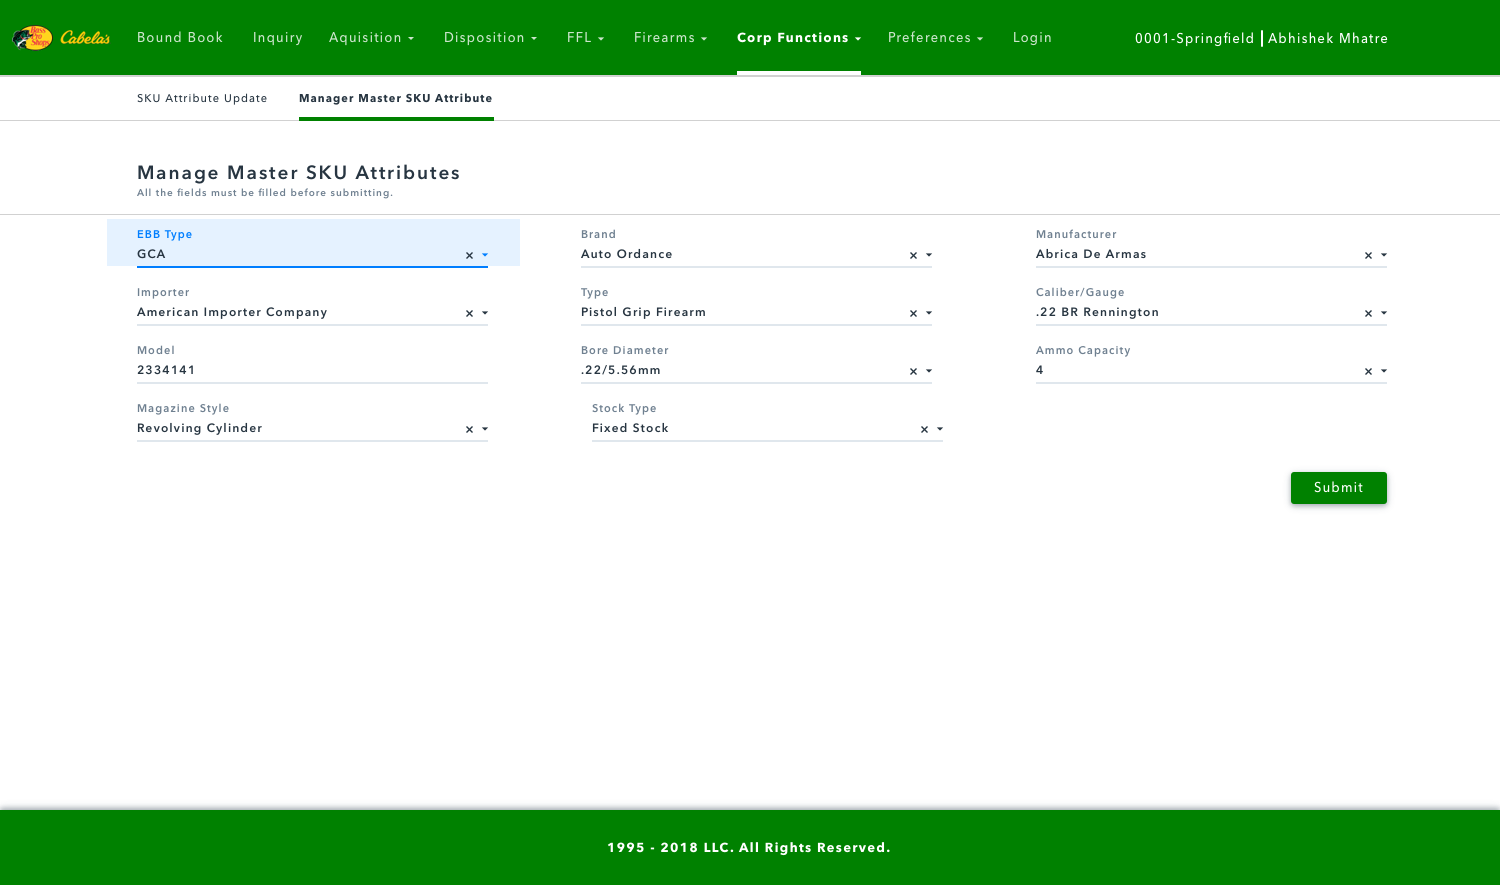 Bass Pro Shops Cabela's Bound Book Inquiry Aquisition Disposition FFL Firearms Corp Functions Preferences Login 0001-Springfield | Abhishek Mhatre
SKU Attribute Update Manager Master SKU Attribute
Manage Master SKU Attributes
All the fields must be filled before submitting.
EBB Type Brand Manufacturer
GCA × Auto Ordance × Abrica De Armas ×
Importer Type Caliber/Gauge
American Importer Company × Pistol Grip Firearm × .22 BR Rennington ×
Model Bore Diameter Ammo Capacity
2334141 .22/5.56mm × 4 ×
Magazine Style Stock Type
Revolving Cylinder × Fixed Stock ×
Submit
1995 - 2018 LLC. All Rights Reserved.